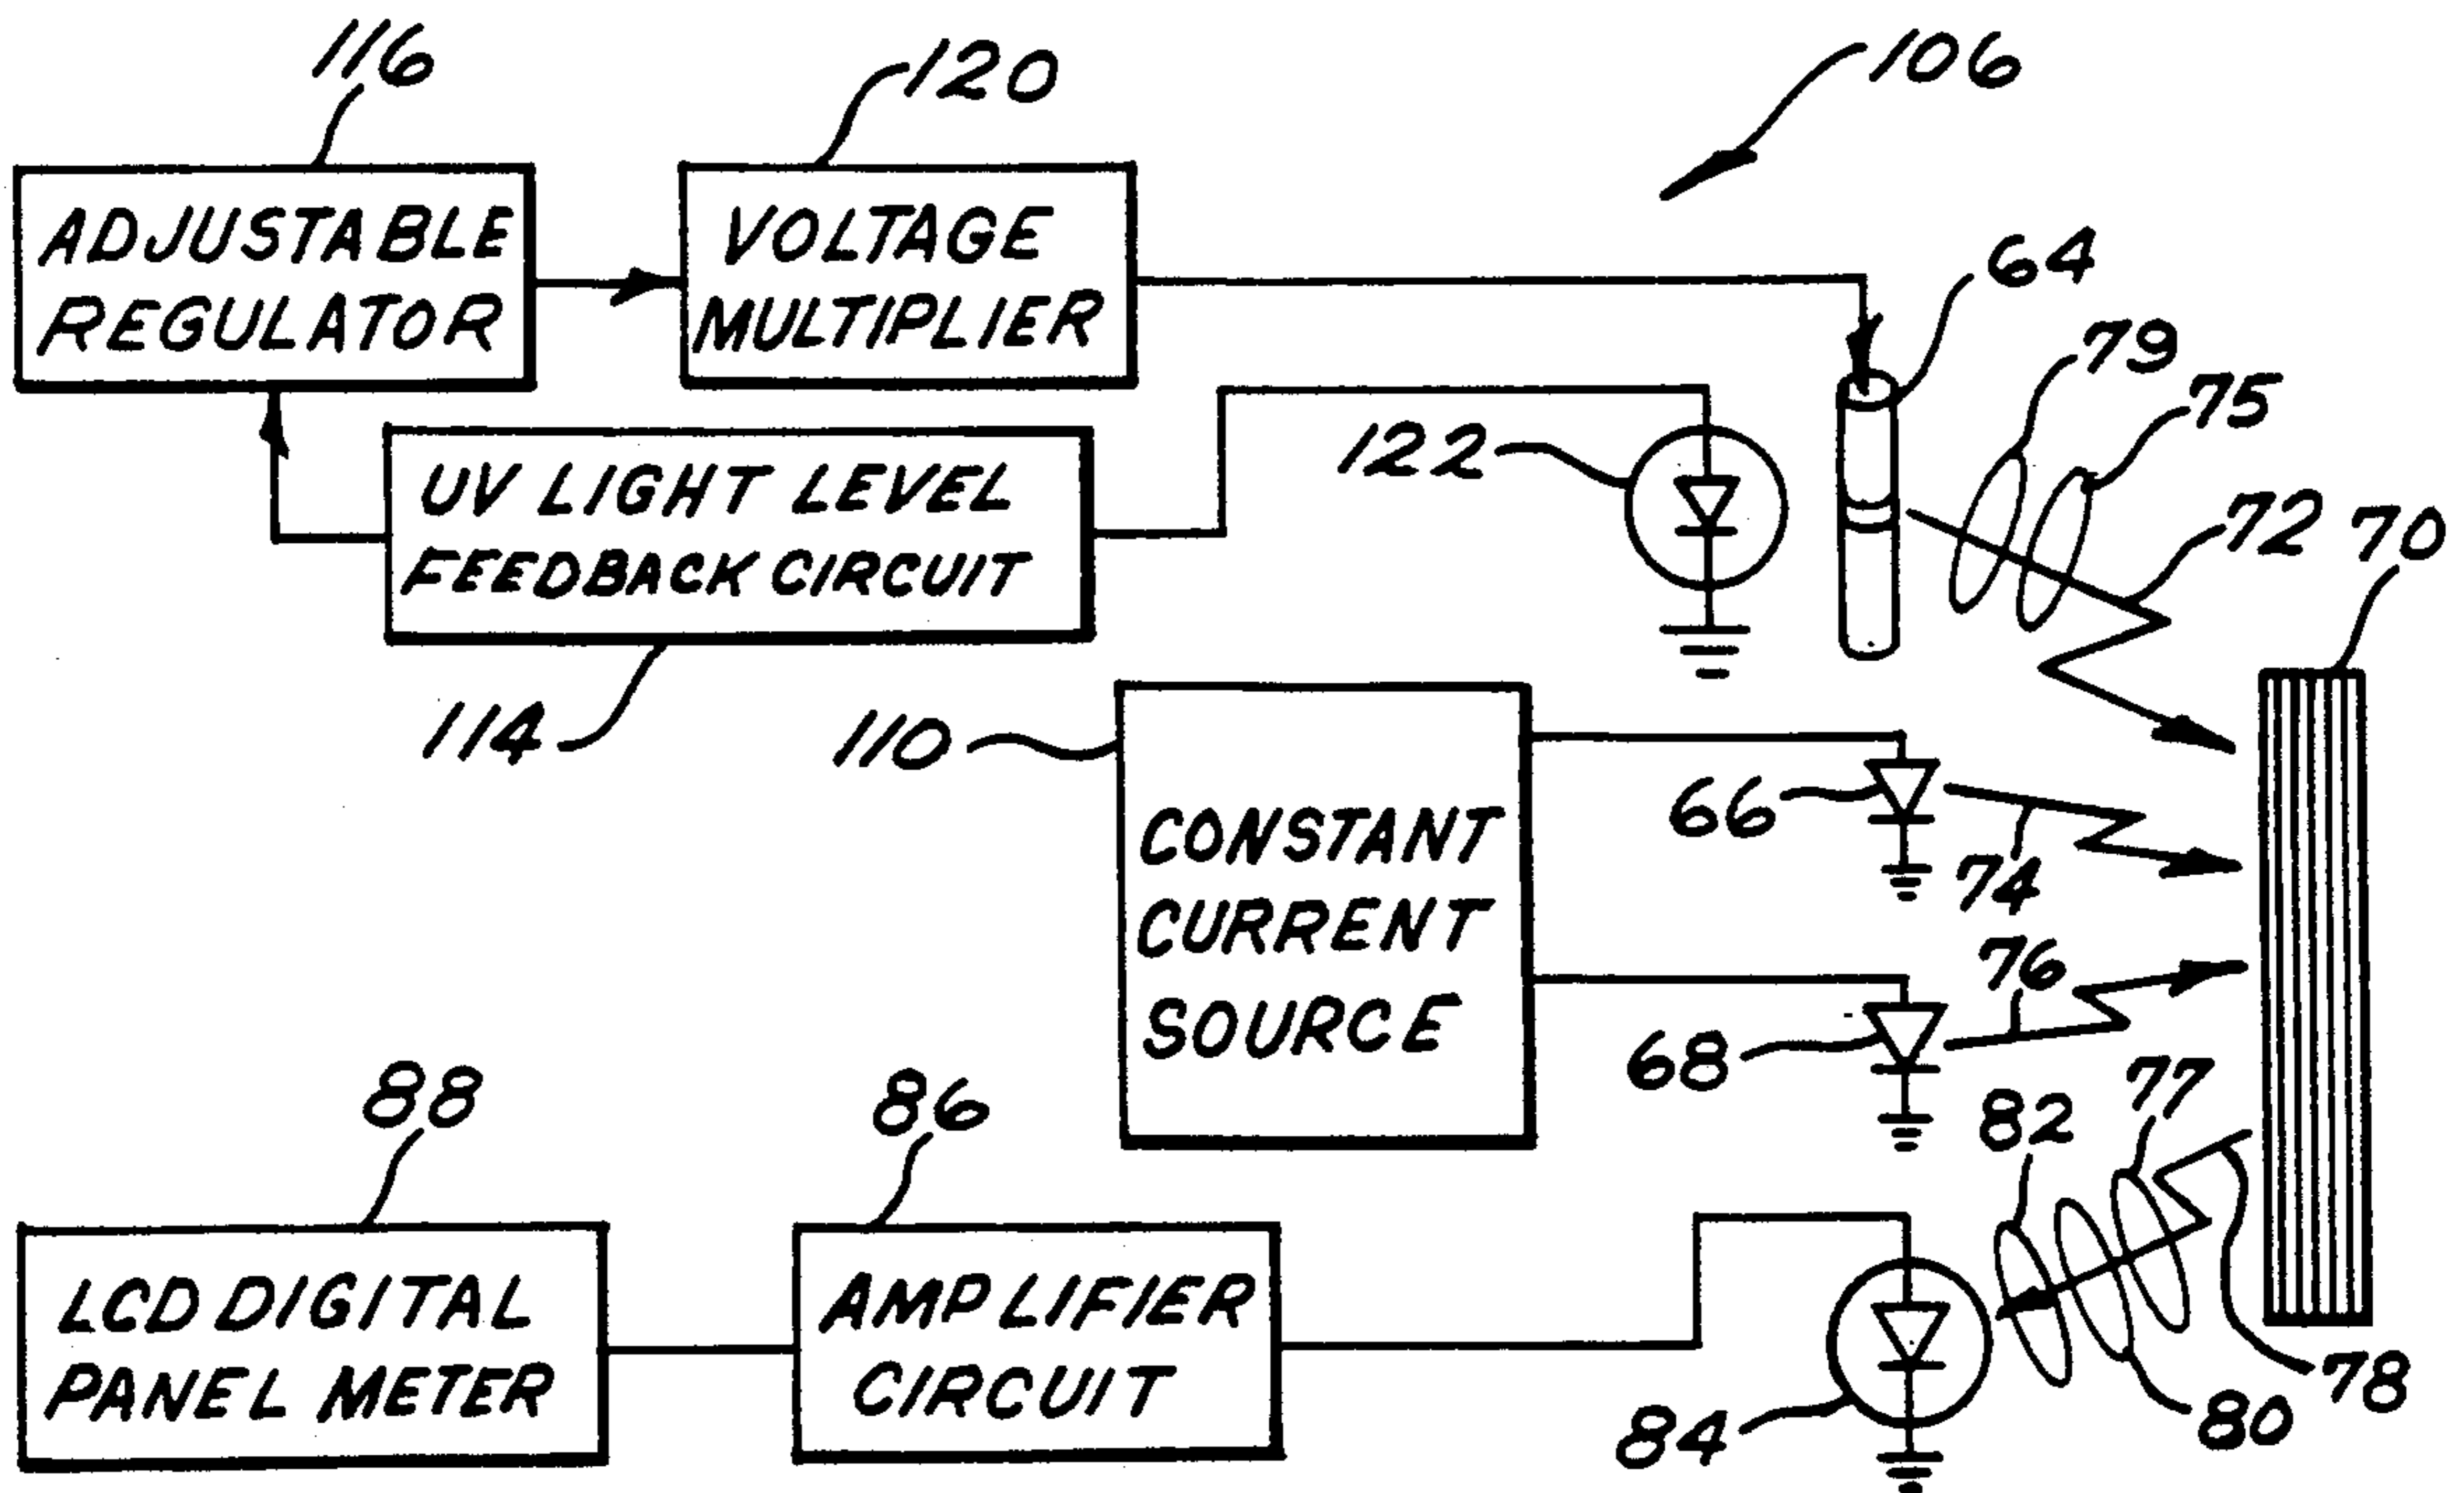 116
120
106
ADJUSTABLE
REGULATOR
VOLTAGE
MULTIPLIER
64
79
75
72
70
122
UV LIGHT LEVEL
FEEDBACK CIRCUIT
114
110
CONSTANT
CURRENT
SOURCE
66
74
76
68
77
82
88
86
LCD DIGITAL
PANEL METER
AMPLIFIER
CIRCUIT
84
80
78